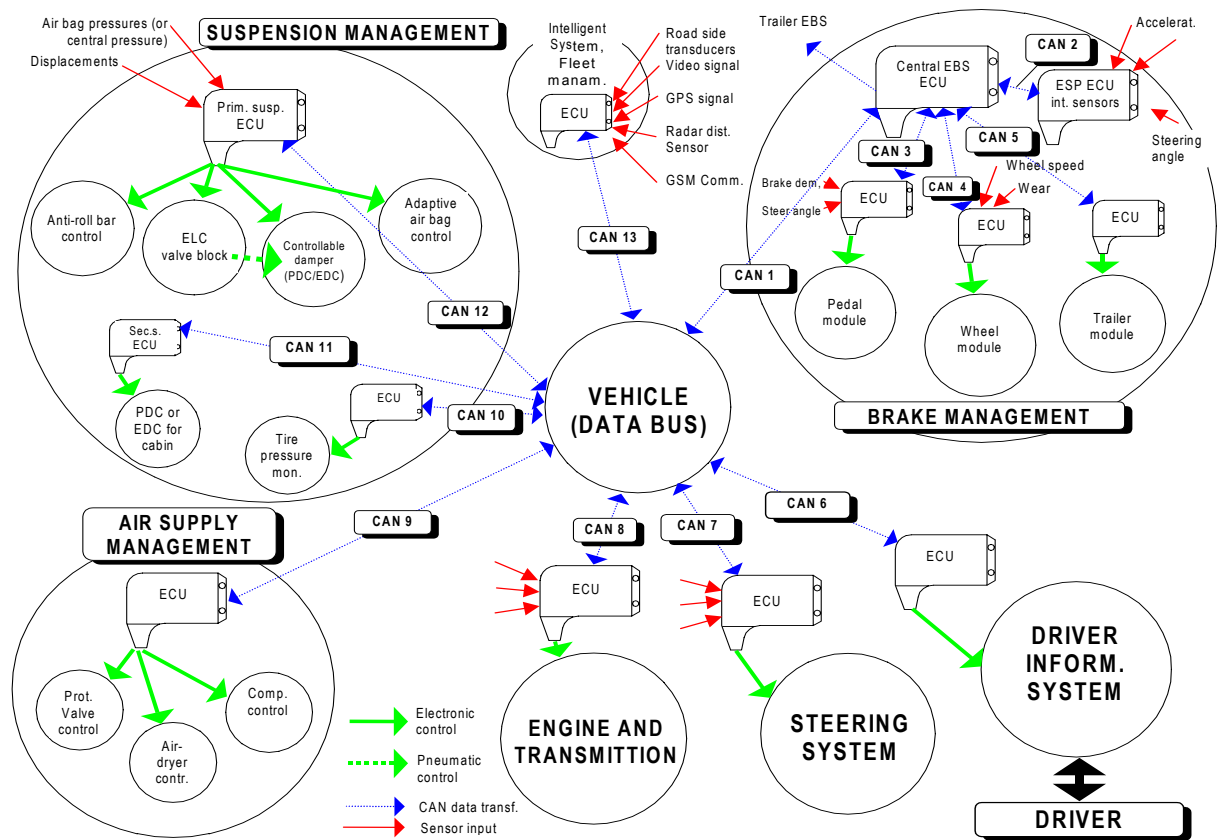 Air bag pressures (or
central pressure)
Displacements
SUSPENSION MANAGEMENT
Prim. susp.
ECU
Anti-roll bar
control
ELC
valve block
Controllable
damper
(PDC/EDC)
Adaptive
air bag
control
Sec.s.
ECU
PDC or
EDC for
cabin
ECU
Tire
pressure
mon.
CAN 12
CAN 11
CAN 10
Intelligent
System,
Fleet
manam.
ECU
Road side
transducers
Video signal
GPS signal
Radar dist.
Sensor
GSM Comm.
CAN 13
Trailer EBS
Central EBS
ECU
CAN 2
Accelerat.
ESP ECU
int. sensors
Steering
angle
CAN 5
CAN 3
Wheel speed
CAN 4
Wear
Brake dem,
Steer angle
ECU
ECU
ECU
CAN 1
Pedal
module
Wheel
module
Trailer
module
BRAKE MANAGEMENT
VEHICLE
(DATA BUS)
CAN 9
CAN 8
CAN 7
CAN 6
AIR SUPPLY
MANAGEMENT
ECU
Prot.
Valve
control
Air-
dryer
contr.
Comp.
control
ECU
ENGINE AND
TRANSMITTION
ECU
STEERING
SYSTEM
ECU
DRIVER
INFORM.
SYSTEM
DRIVER
Electronic
control
Pneumatic
control
CAN data transf.
Sensor input